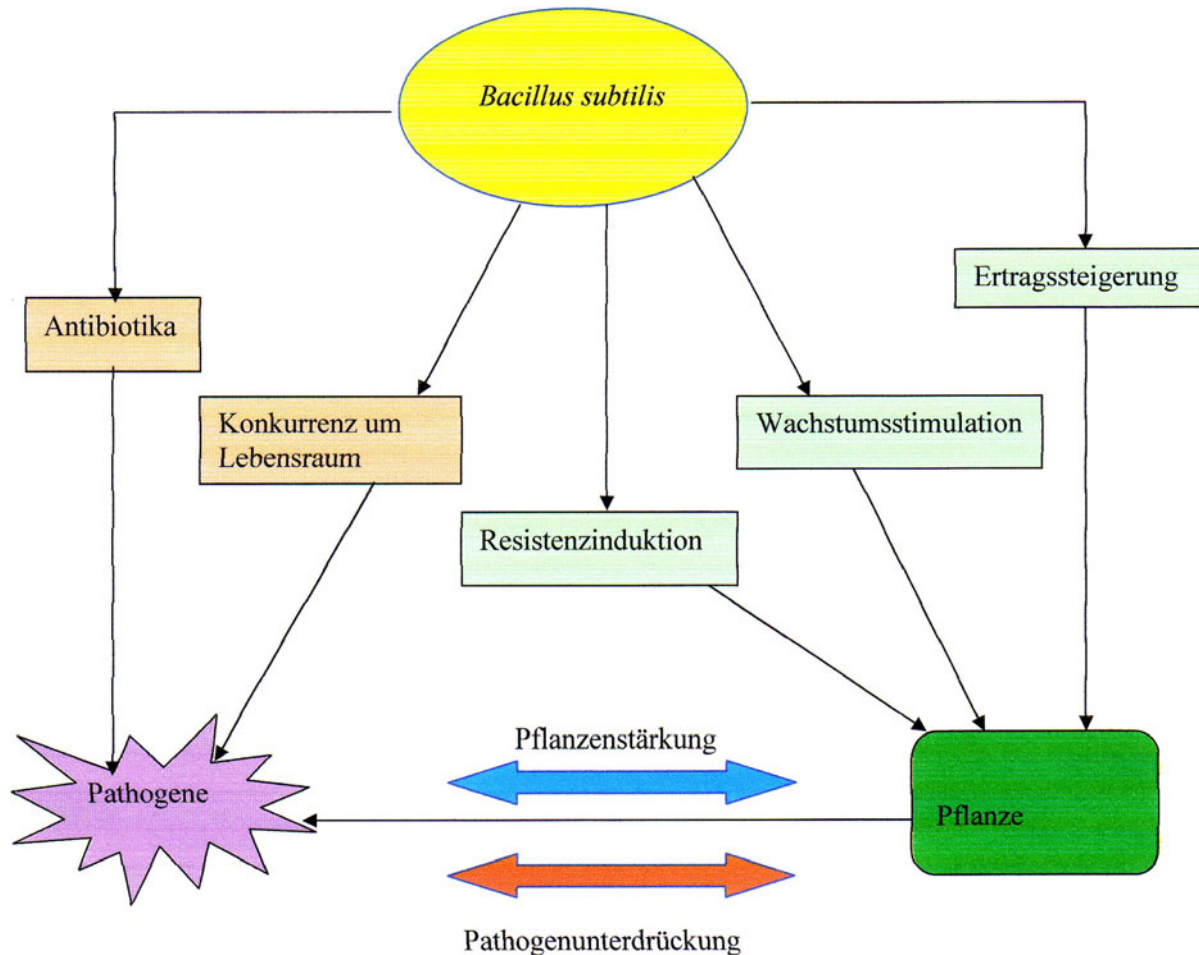 Bacillus subtilis
Ertragssteigerung
Antibiotika
Konkurrenz um
Lebensraum
Wachstumsstimulation
Resistenzinduktion
Pflanzenstärkung
Pathogene
Pflanze
Pathogenunterdrückung